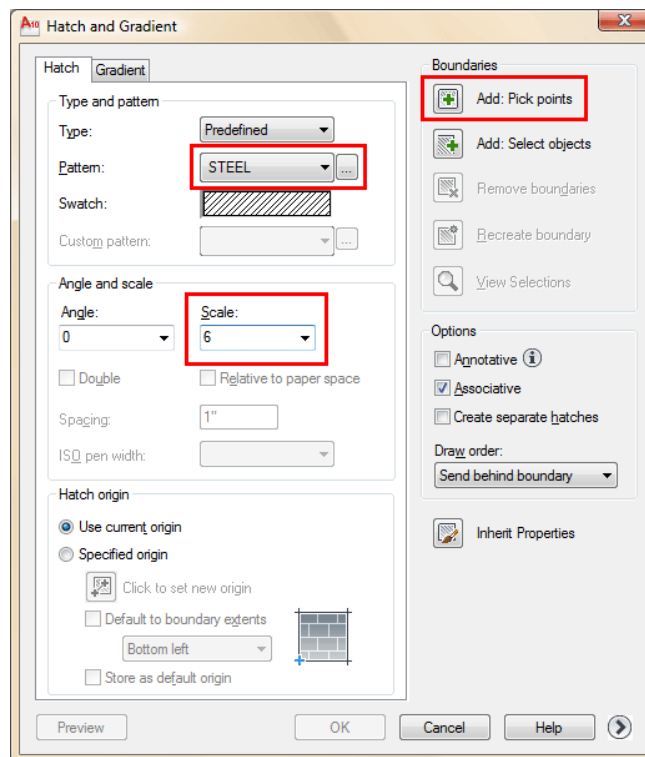 A10 Hatch and Gradient
Hatch Gradient
Type and pattern
Type: Predefined
Pattern: STEEL ...
Swatch:
Custom pattern: ...
Angle and scale
Angle: Scale:
0 6
Double Relative to paper space
Spacing: 1"
ISO pen width:
Hatch origin
Use current origin
Specified origin
Click to set new origin
Default to boundary extents
Bottom left
Store as default origin
Boundaries
Add: Pick points
Add: Select objects
Remove boundaries
Recreate boundary
View Selections
Options
Annotative
Associative
Create separate hatches
Draw order:
Send behind boundary
Inherit Properties
Preview OK Cancel Help